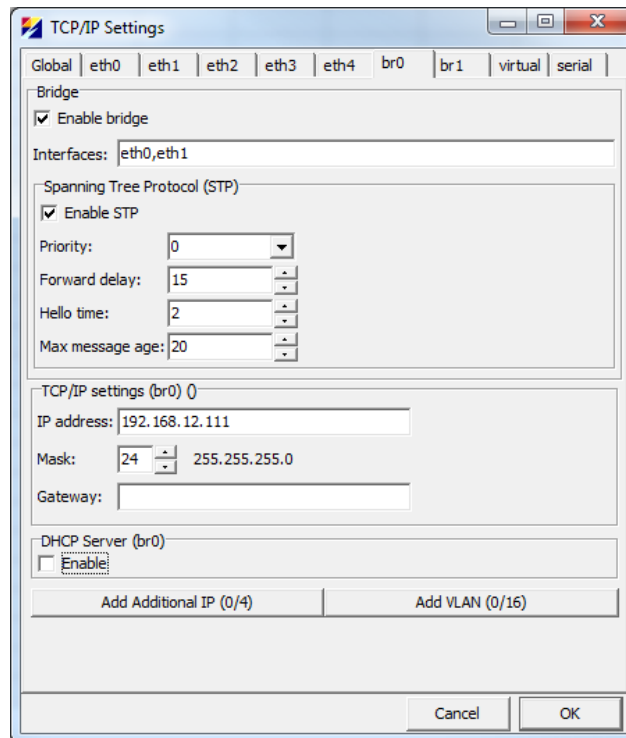 TCP/IP Settings
Global eth0 eth1 eth2 eth3 eth4 br0 br1 virtual serial
Bridge
Enable bridge
Interfaces: eth0,eth1
Spanning Tree Protocol (STP)
Enable STP
Priority: 0
Forward delay: 15
Hello time: 2
Max message age: 20
TCP/IP settings (br0) ()
IP address: 192.168.12.111
Mask: 24 255.255.255.0
Gateway:
DHCP Server (br0)
Enable
Add Additional IP (0/4) Add VLAN (0/16)
Cancel OK